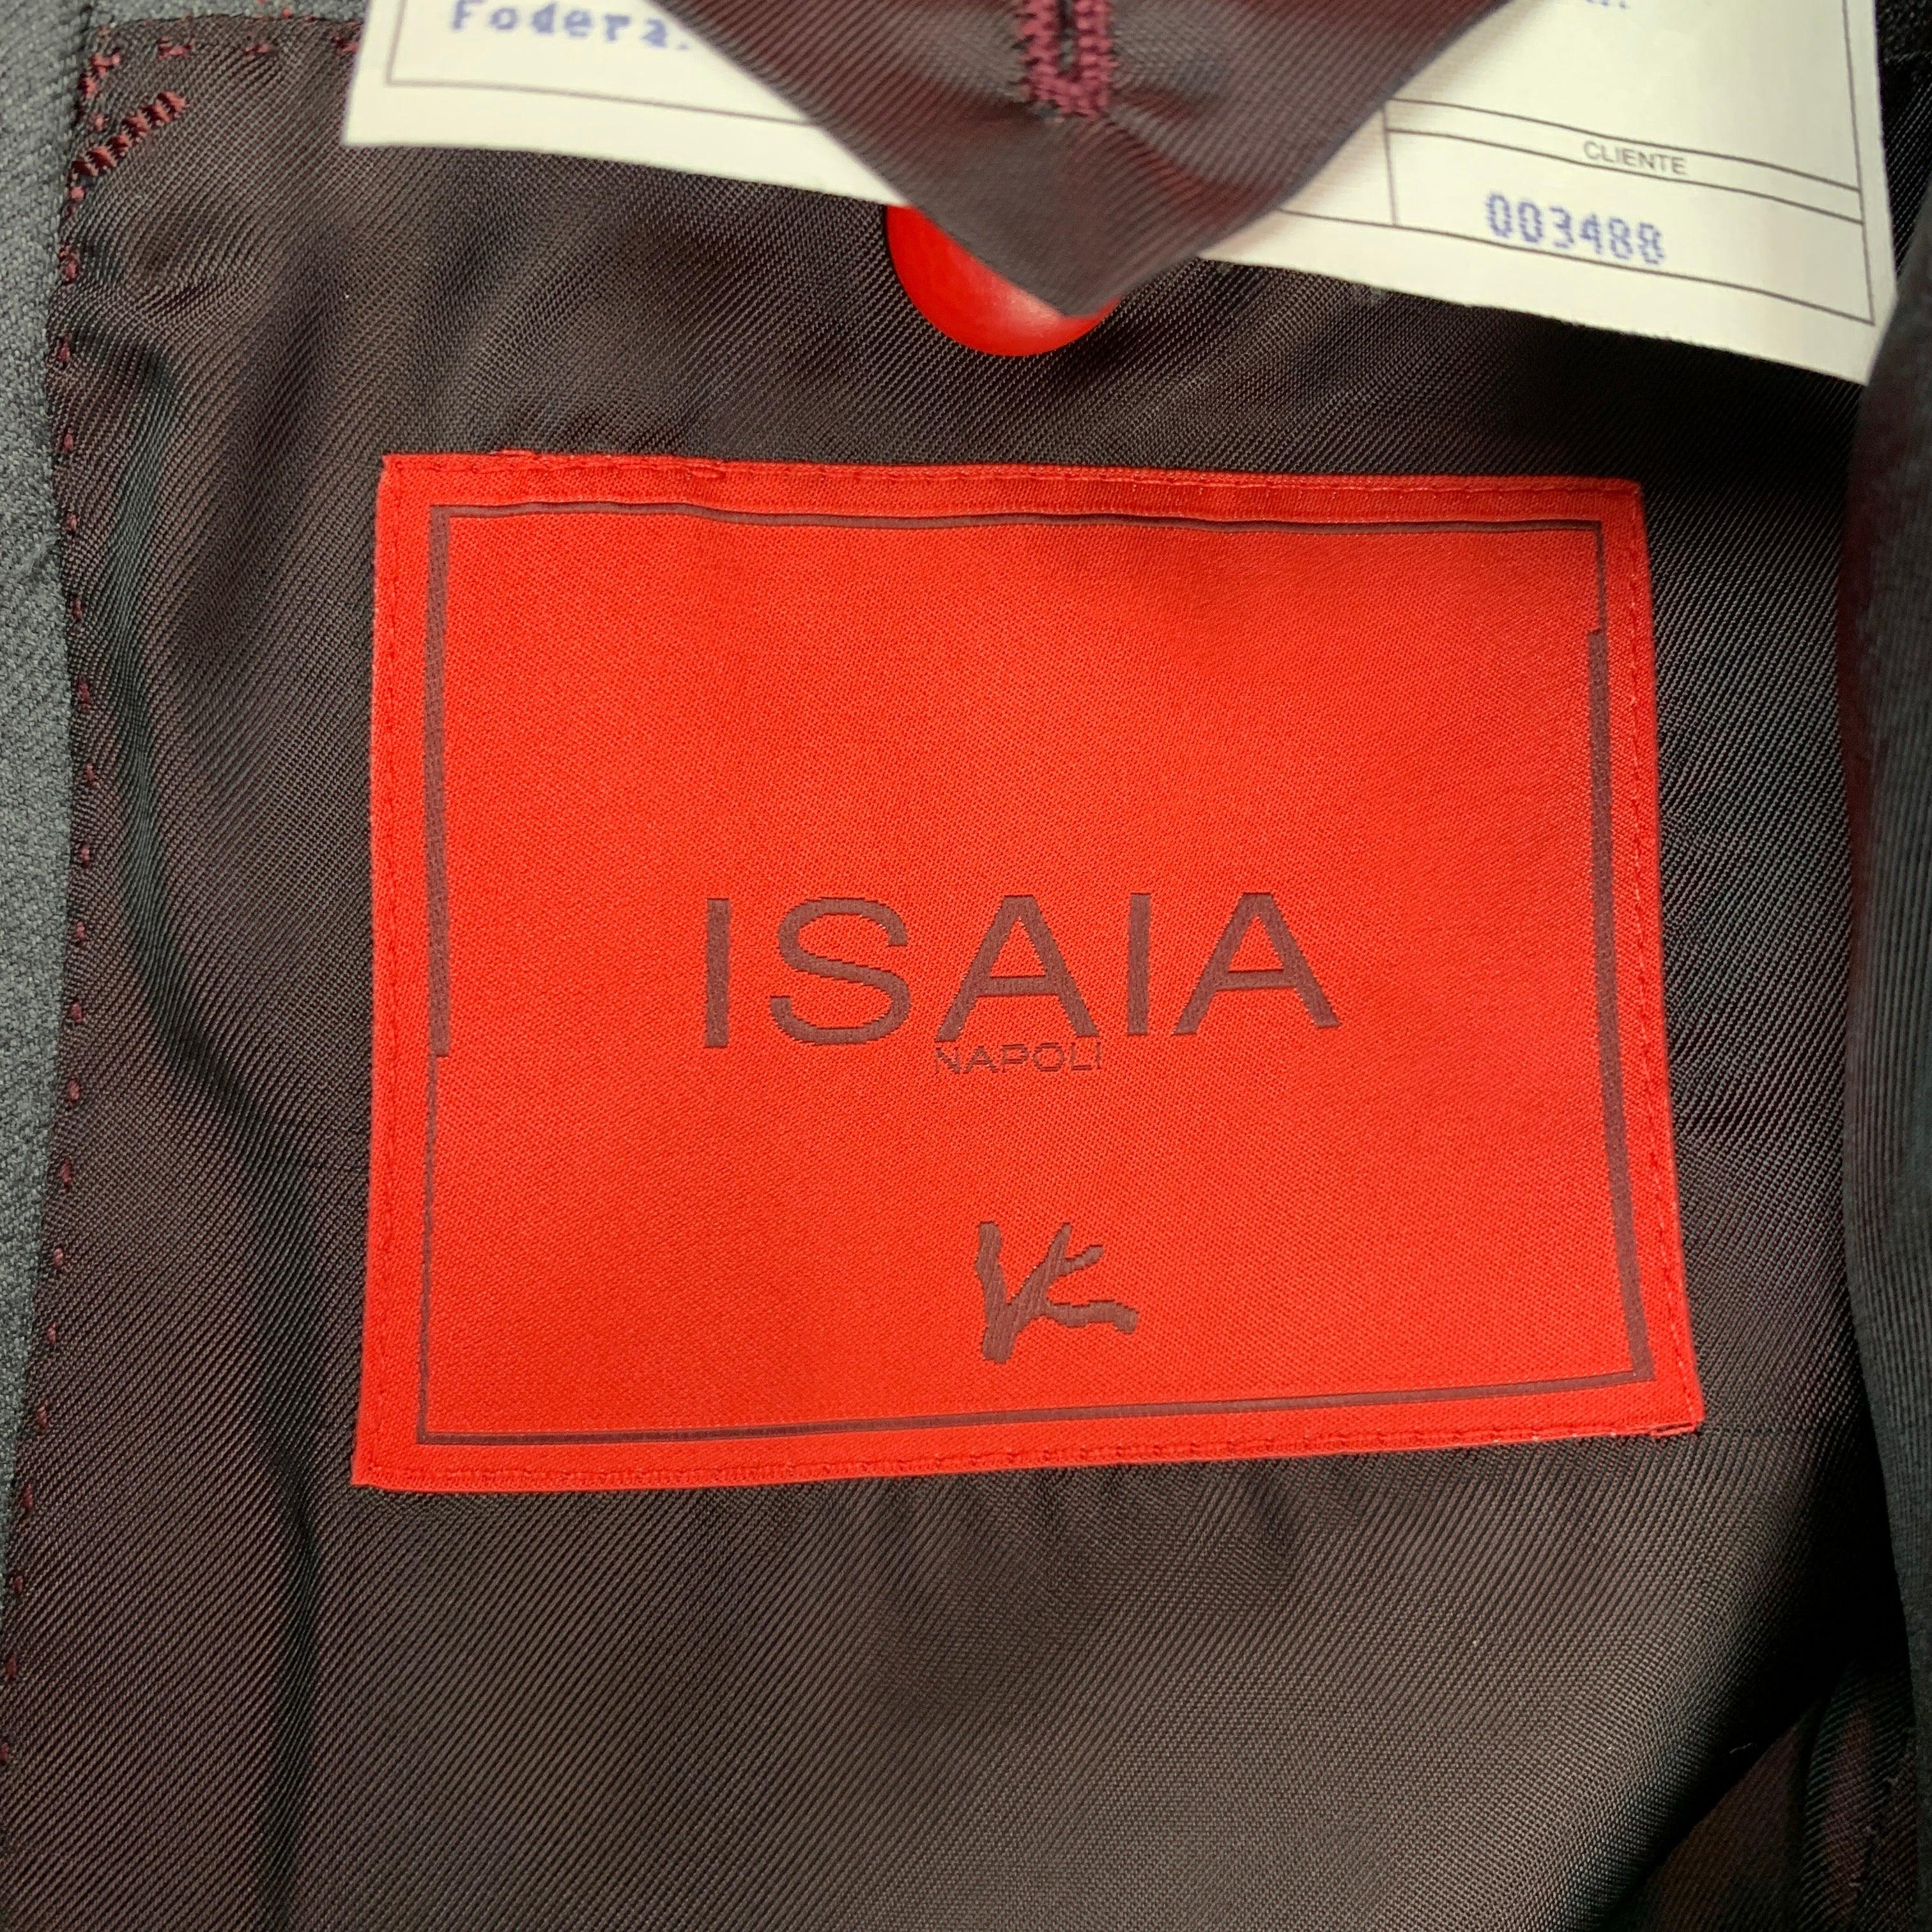 Fodera.
CLIENTE
003488
ISAIA
NAPOLI